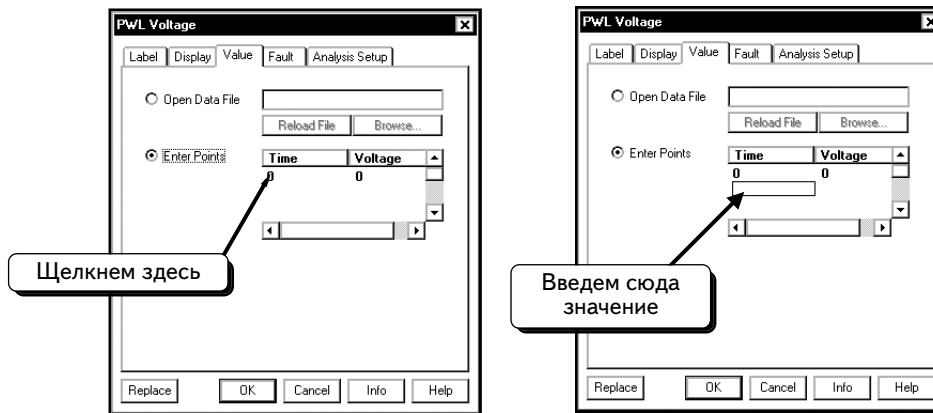 PWL Voltage
Label Display Value Fault Analysis Setup
Open Data File
Reload File Browse...
Enter Points
Time Voltage
0 0
Щелкнем здесь
Replace OK Cancel Info Help
PWL Voltage
Label Display Value Fault Analysis Setup
Open Data File
Reload File Browse...
Enter Points
Time Voltage
0 0
Введем сюда
значение
Replace OK Cancel Info Help